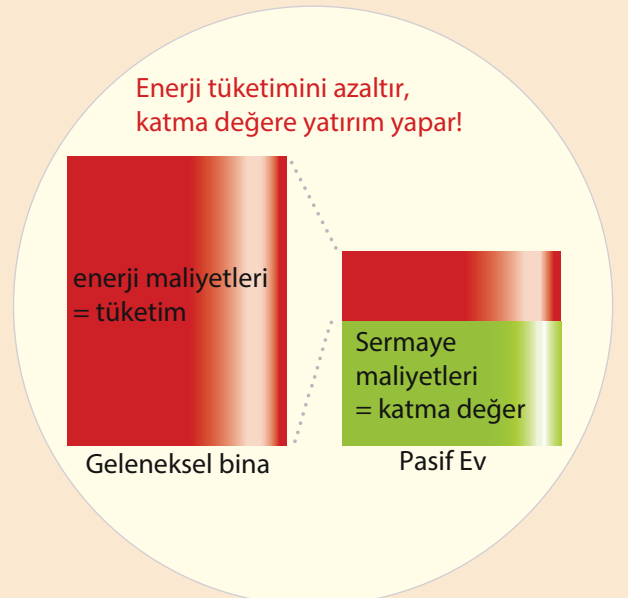 Enerji tüketimini azaltır,
katma değere yatırım yapar!
enerji maliyetleri
= tüketim
Sermaye
maliyetleri
= katma değer
Geleneksel bina
Pasif Ev